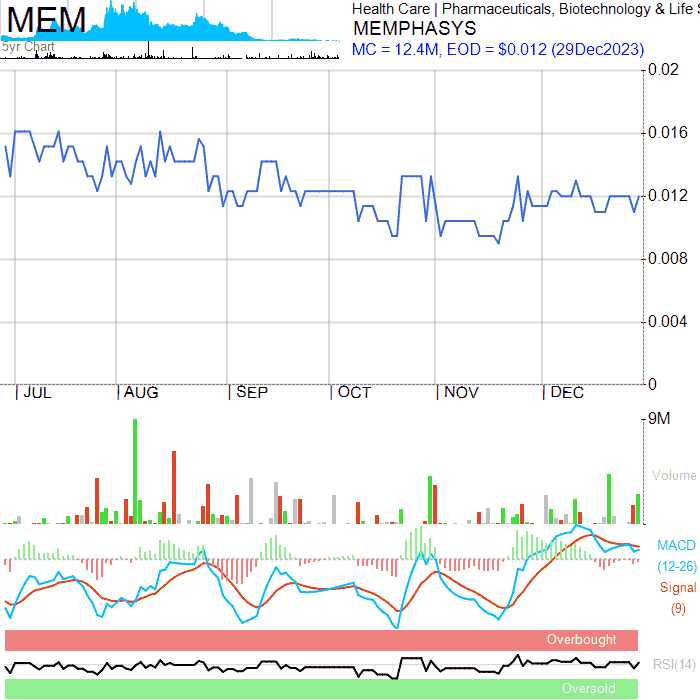 MEM
5yr Chart
Health Care | Pharmaceuticals, Biotechnology & Life S
MEMPHASYS
MC = 12.4M, EOD = $0.012 (29Dec2023)
0.02
0.016
0.012
0.008
0.004
0
JUL
AUG
SEP
OCT
NOV
DEC
9M
Volume
MACD
(12-26)
Signal
(9)
Overbought
RSI(14)
Oversold